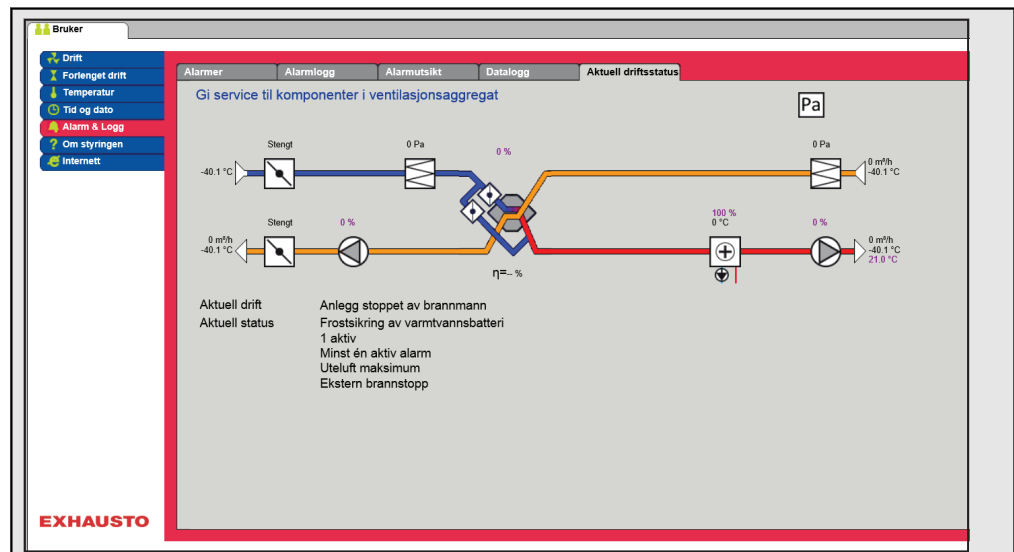 Bruker
Drift
Forlenget drift
Temperatur
Tid og dato
Alarm & Logg
Om styringen
Internett
Alarmer
Alarmlogg
Alarmutsikt
Datalogg
Aktuell driftsstatus
Gi service til komponenter i ventilasjonsaggregat
Pa
Stengt
0 Pa
0 %
0 Pa
-40.1 °C
0 m³/h
-40.1 °C
Stengt
0 %
100 %
0 °C
0 %
0 m³/h
-40.1 °C
0 m³/h
-40.1 °C
21.0 °C
η=-- %
Aktuell drift
Anlegg stoppet av brannmann
Aktuell status
Frostsikring av varmtvannsbatteri
1 aktiv
Minst én aktiv alarm
Uteluft maksimum
Ekstern brannstopp
EXHAUSTO